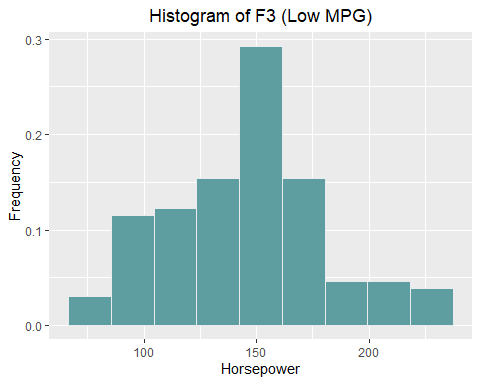 Histogram of F3 (Low MPG)
0.3
0.2
0.1
0.0
Frequency
100 150 200
Horsepower